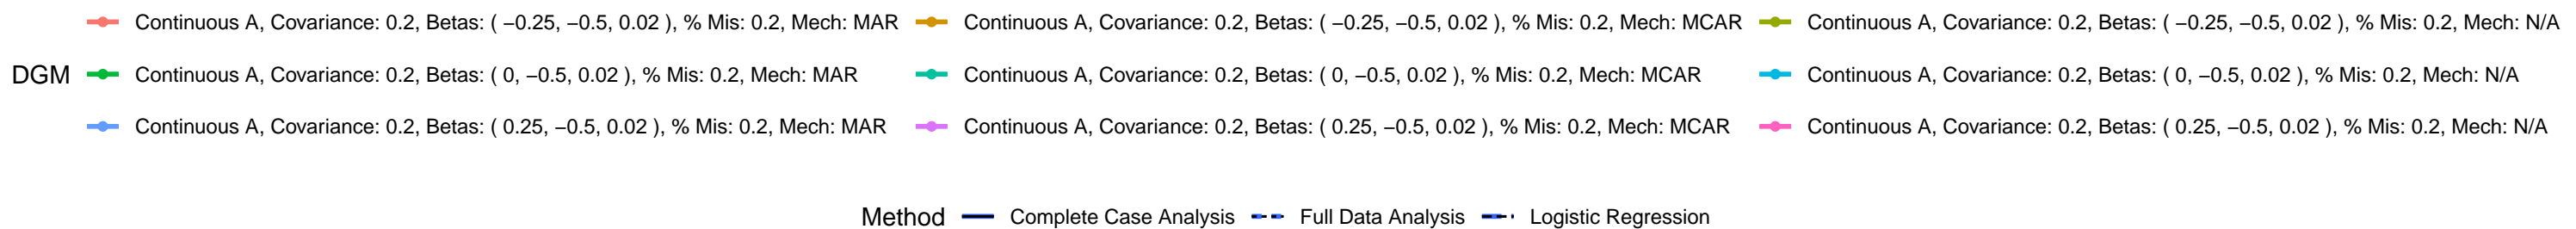 Continuous A, Covariance: 0.2, Betas: ( −0.25, −0.5, 0.02 ), % Mis: 0.2, Mech: MAR Continuous A, Covariance: 0.2, Betas: ( −0.25, −0.5, 0.02 ), % Mis: 0.2, Mech: MCAR Continuous A, Covariance: 0.2, Betas: ( −0.25, −0.5, 0.02 ), % Mis: 0.2, Mech: N/A
DGM Continuous A, Covariance: 0.2, Betas: ( 0, −0.5, 0.02 ), % Mis: 0.2, Mech: MAR Continuous A, Covariance: 0.2, Betas: ( 0, −0.5, 0.02 ), % Mis: 0.2, Mech: MCAR Continuous A, Covariance: 0.2, Betas: ( 0, −0.5, 0.02 ), % Mis: 0.2, Mech: N/A
Continuous A, Covariance: 0.2, Betas: ( 0.25, −0.5, 0.02 ), % Mis: 0.2, Mech: MAR Continuous A, Covariance: 0.2, Betas: ( 0.25, −0.5, 0.02 ), % Mis: 0.2, Mech: MCAR Continuous A, Covariance: 0.2, Betas: ( 0.25, −0.5, 0.02 ), % Mis: 0.2, Mech: N/A
Method Complete Case Analysis Full Data Analysis Logistic Regression